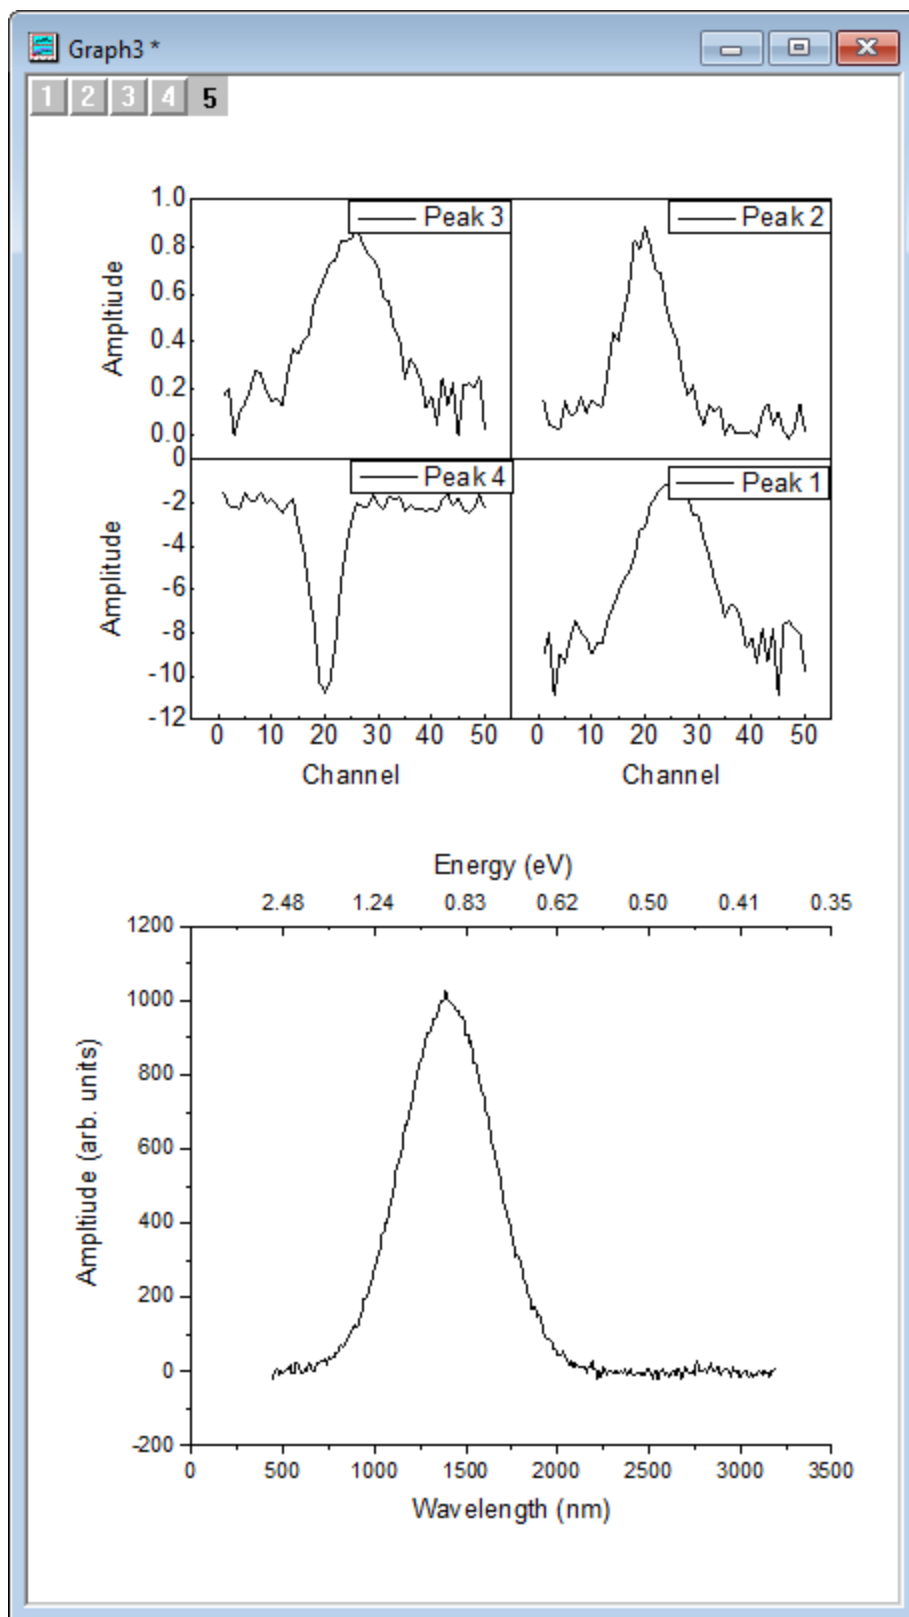 Graph3 *
1 2 3 4 5
Peak 3
Peak 2
1.0
0.8
0.6
0.4
0.2
0.0
Ampltiude
Peak 4
Peak 1
0
-2
-4
-6
-8
-10
-12
Amplitude
0 10 20 30 40 50
0 10 20 30 40 50
Channel
Channel
Energy (eV)
2.48 1.24 0.83 0.62 0.50 0.41 0.35
1200
1000
800
600
400
200
0
-200
Ampltiude (arb. units)
0 500 1000 1500 2000 2500 3000 3500
Wavelength (nm)